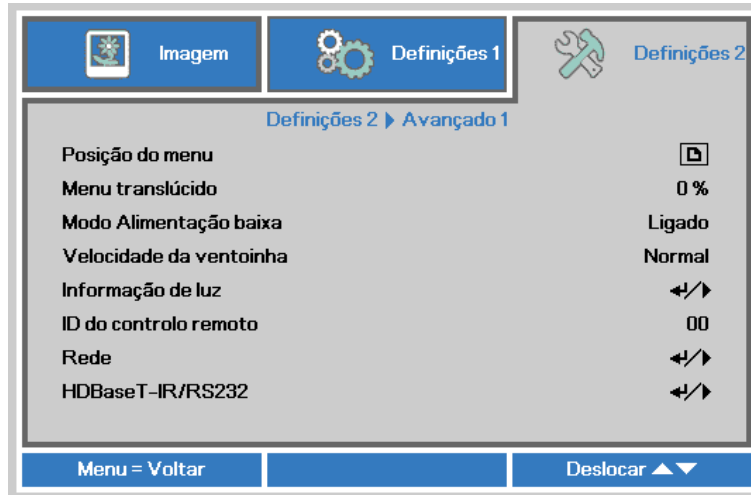 Imagem Definições 1 Definições 2
Definições 2 Avançado 1
Posição do menu
Menu translúcido 0 %
Modo Alimentação baixa Ligado
Velocidade da ventoinha Normal
Informação de luz
ID do controlo remoto 00
Rede
HDBaseT-IR/RS232
Menu = Voltar Deslocar